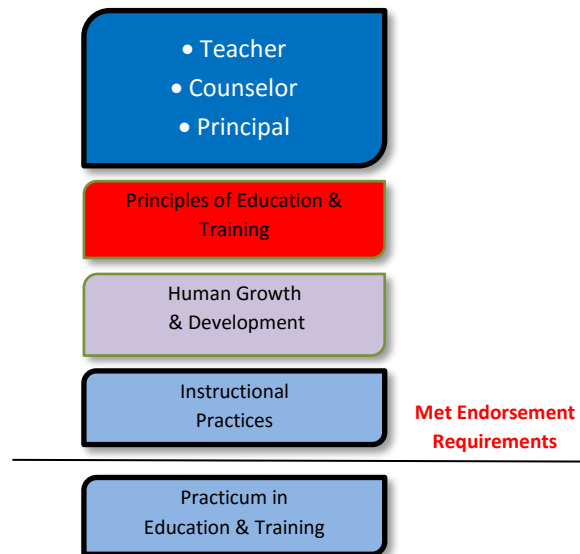 • Teacher
• Counselor
• Principal
Principles of Education &
Training
Human Growth
& Development
Instructional
Practices
Met Endorsement
Requirements
Practicum in
Education & Training